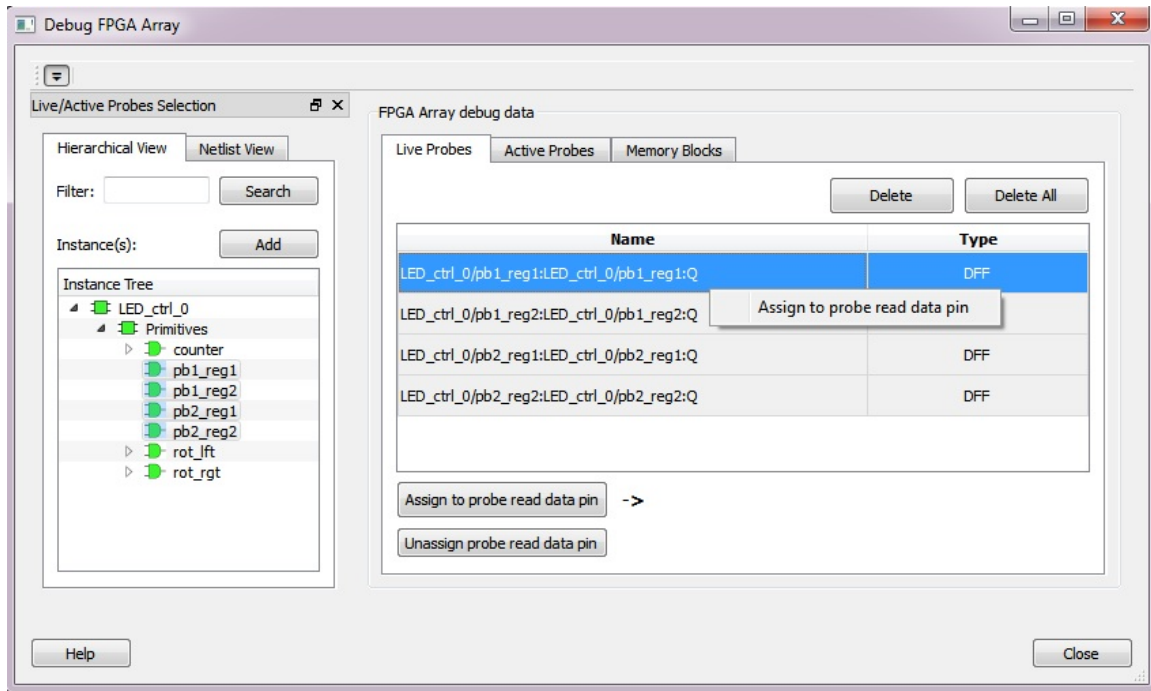 Debug FPGA Array
Live/Active Probes Selection
Hierarchical View
Netlist View
Filter:
Search
Instance(s):
Add
Instance Tree
LED_ctrl_0
Primitives
counter
pb1_reg1
pb1_reg2
pb2_reg1
pb2_reg2
rot_lft
rot_rgt
FPGA Array debug data
Live Probes
Active Probes
Memory Blocks
Delete
Delete All
Name Type
LED_ctrl_0/pb1_reg1:LED_ctrl_0/pb1_reg1:Q DFF
LED_ctrl_0/pb1_reg2:LED_ctrl_0/pb1_reg2:Q
Assign to probe read data pin
LED_ctrl_0/pb2_reg1:LED_ctrl_0/pb2_reg1:Q DFF
LED_ctrl_0/pb2_reg2:LED_ctrl_0/pb2_reg2:Q DFF
Assign to probe read data pin ->
Unassign probe read data pin
Help
Close